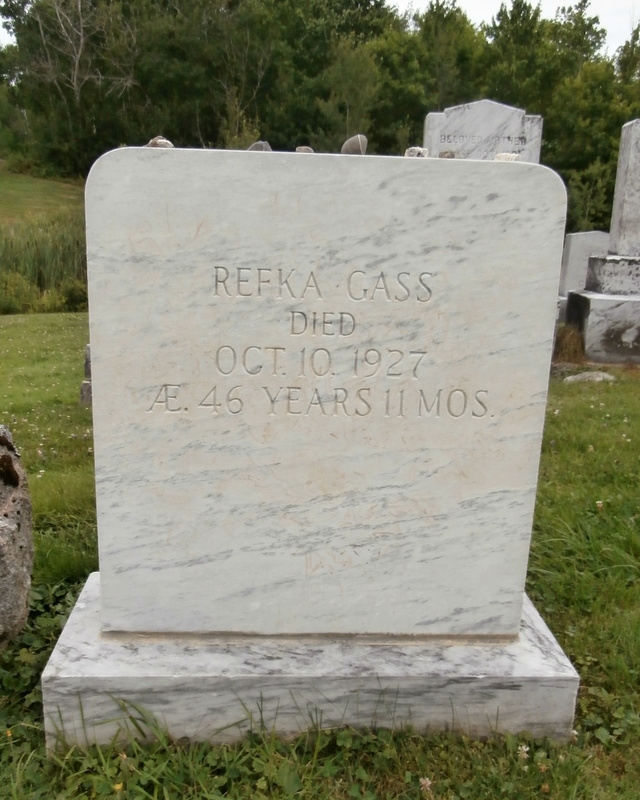 REFKA GASS
DIED
OCT. 10. 1927
Æ. 46 YEARS 11 MOS.